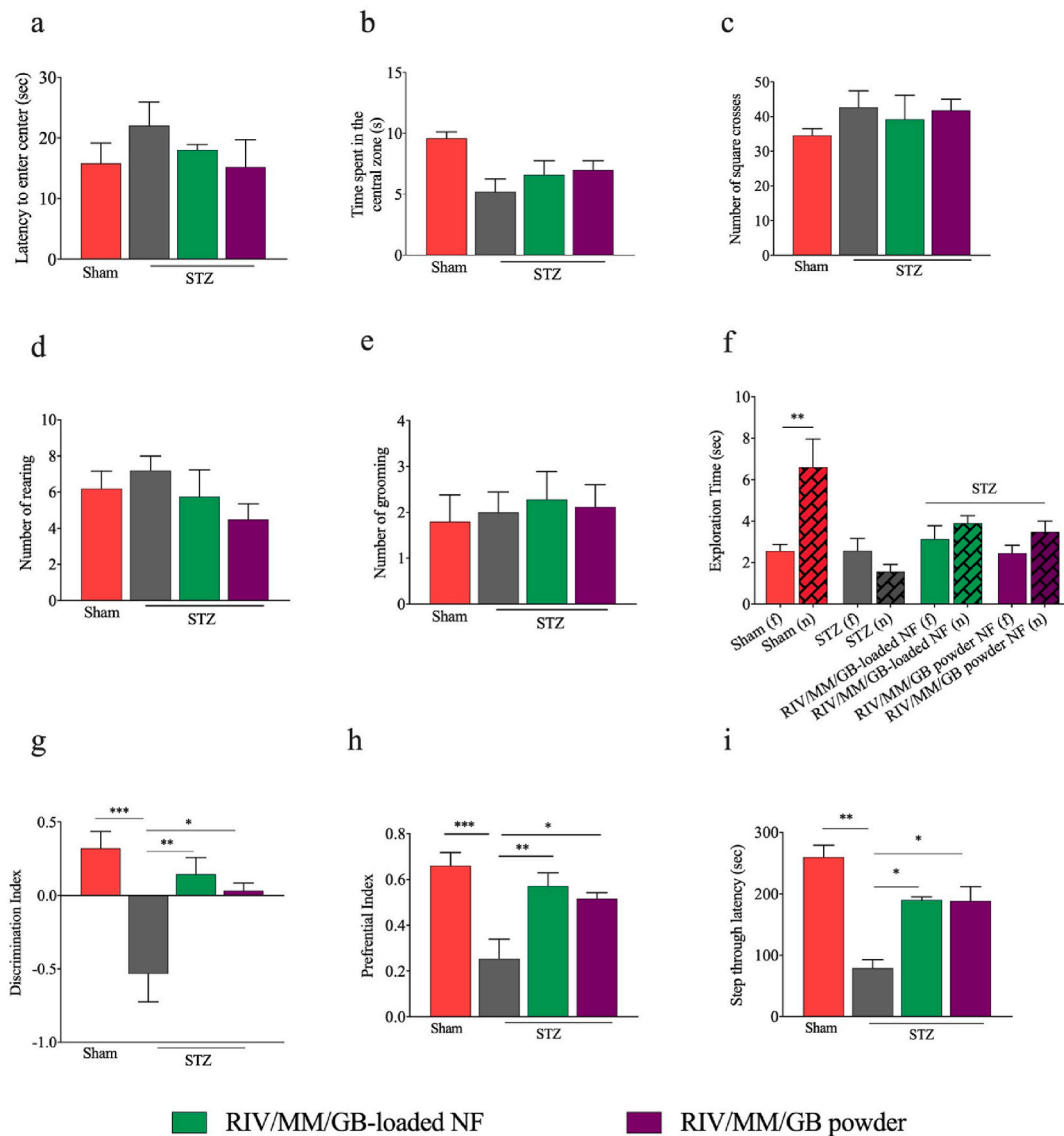 a
Latency to enter center (sec)
30
20
10
0
Sham
STZ
b
Time spent in the
central zone (s)
15
10
5
0
Sham
STZ
c
Number of square crosses
50
40
30
20
10
0
Sham
STZ
d
Number of rearing
10
8
6
4
2
0
Sham
STZ
e
Number of grooming
4
3
2
1
0
Sham
STZ
f
Exploration Time (sec)
10
8
6
4
2
0
**
STZ
Sham (f)
Sham (n)
STZ (f)
STZ (n)
RIV/MM/GB-loaded NF (f)
RIV/MM/GB-loaded NF (n)
RIV/MM/GB powder NF (f)
RIV/MM/GB powder NF (n)
g
Discrimination Index
0.5
0.0
-0.5
-1.0
***
*
**
Sham
STZ
h
Prefrential Index
0.8
0.6
0.4
0.2
0.0
***
*
**
Sham
STZ
i
Step through latency (sec)
300
200
100
0
**
*
*
Sham
STZ
RIV/MM/GB-loaded NF
RIV/MM/GB powder